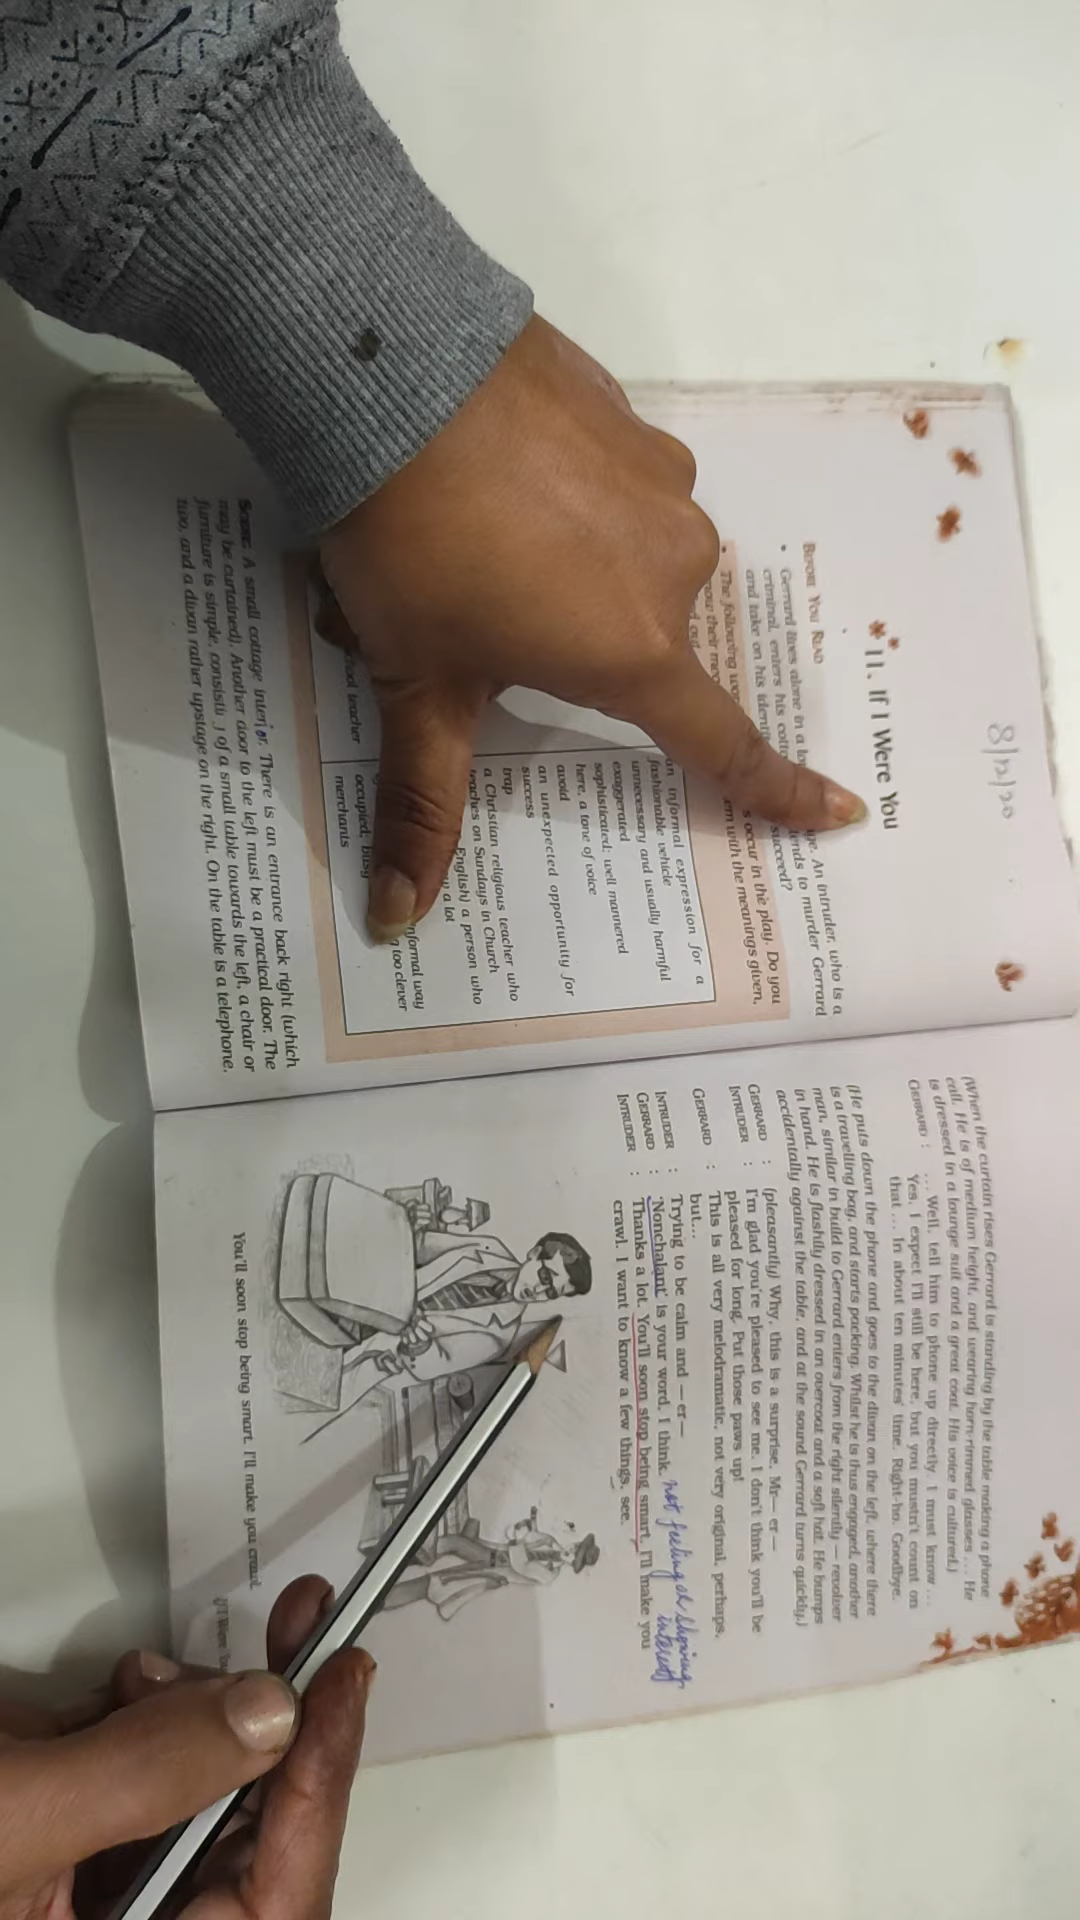 8/12/20
11. If I Were You
BEFORE YOU READ
• Gerrard lives alone in a age. An intruder, who is a
criminal, enters his tends to murder Gerrard
and take on his succeed?
• The following occur in the play. Do you
their them with the meanings given,
out.
an informal expression for a
fashionable vehicle
unnecessary and usually harmful
exaggerated
sophisticated; well mannered
here, a tone of voice
avoid
an unexpected opportunity for
success
trap
a Christian religious teacher who
teaches on Sundays in Church
English) a person who
a lot
informal way
too clever
teacher occupied; busy
merchants
SCENE: A small cottage interior. There is an entrance back right (which
may be curtained). Another door to the left must be a practical door. The
furniture is simple, of a small table towards the left, a chair or
two, and a divan rather upstage on the right. On the table is a telephone.
(When the curtain rises Gerrard is standing by the table making a phone
call. He is of medium height, and wearing horn-rimmed glasses ... He
is dressed in a lounge suit and a great coat. His voice is cultured.)
GERRARD : ... Well, tell him to phone up directly. I must know ...
Yes, I expect I'll still be here, but you mustn't count on
that ... In about ten minutes' time. Right-ho. Goodbye.
(He puts down the phone and goes to the divan on the left, where there
is a travelling bag, and starts packing. Whilst he is thus engaged, another
man, similar in build to Gerrard enters from the right silently — revolver
in hand. He is flashily dressed in an overcoat and a soft hat. He bumps
accidentally against the table, and at the sound Gerrard turns quickly.)
GERRARD : (pleasantly) Why, this is a surprise, Mr— er —
INTRUDER : I'm glad you're pleased to see me. I don't think you'll be
pleased for long. Put those paws up!
GERRARD : This is all very melodramatic, not very original, perhaps,
but...
INTRUDER : Trying to be calm and —er—
GERRARD : 'Nonchalant' is your word, I think. not feeling or showing
interest
INTRUDER : Thanks a lot. You'll soon stop being smart. I'll make you
crawl. I want to know a few things, see.
You'll soon stop being smart. I'll make you crawl.